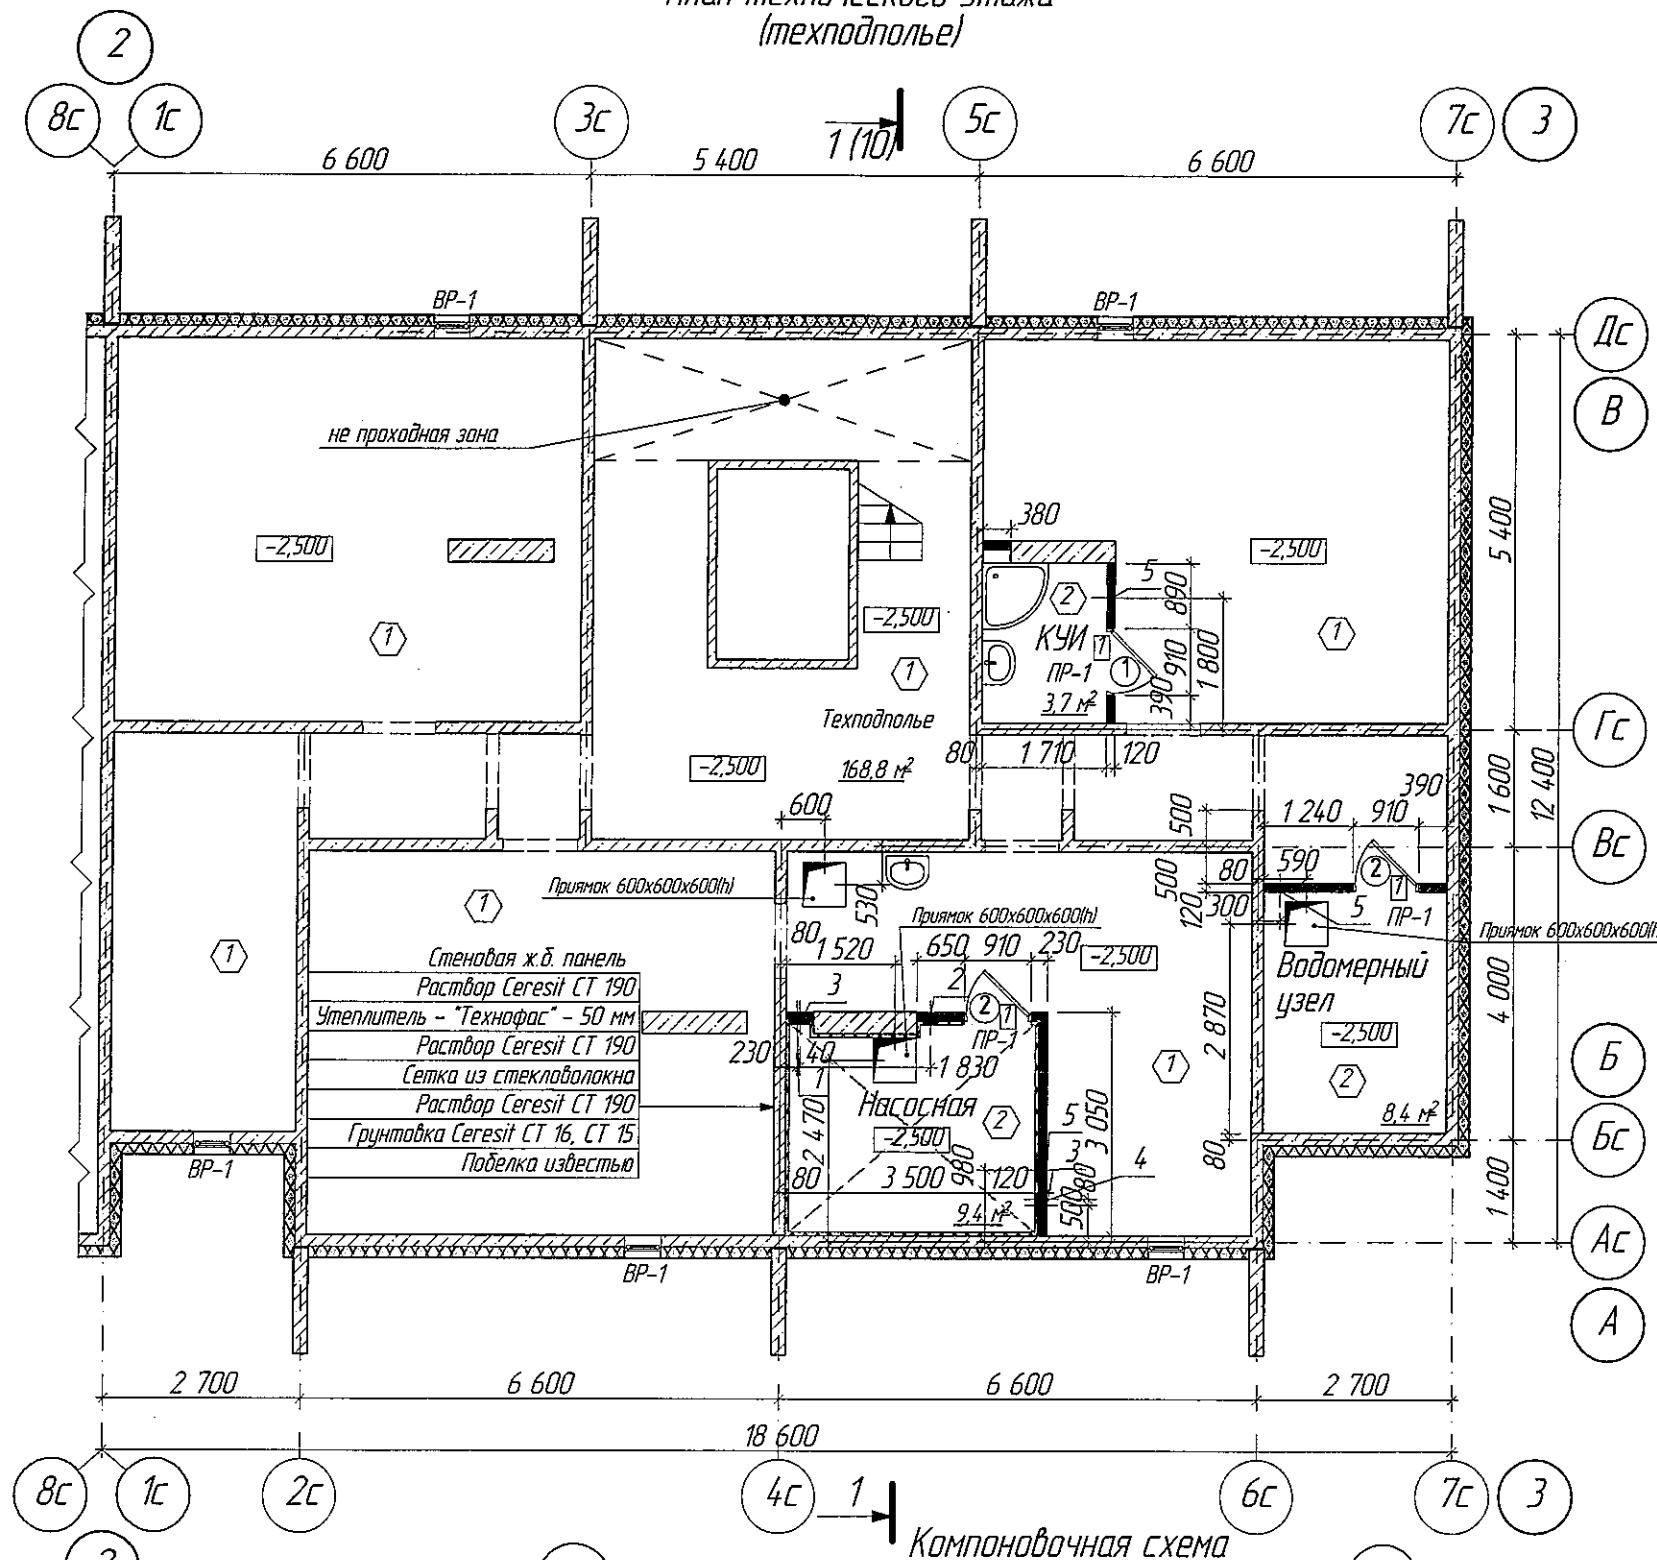 План технического этажа
(техподполье)
2
8с 1с 3с 1 (10) 5с 7с 3
6 600 5 400 6 600
ВР-1 ВР-1
Дс
В
не проходная зона
380
-2,500 -2,500
5 400
5
890
2
-2,500
КУИ
1
1 1 1
910
1 800
1
ПР-1
390
3,7 м²
Техподполье
Гс
80 1 710 120
-2,500 168,8 м²
390
600
1 240 910
500
1 600
12 400
Вс
80 590
2
1
Приямок 600х600х600(h)
530
500
120
300
5
ПР-1
1
Приямок 600х600х600(h)
Приямок 600х600х600(h)
80
1 520 650 910 230
1
-2,500
Стеновая ж.б. панель
Раствор Ceresit СТ 190
Утеплитель - "Технофас" - 50 мм
Раствор Ceresit СТ 190
Сетка из стекловолокна
Раствор Ceresit СТ 190
Грунтовка Ceresit СТ 16, СТ 15
Побелка известью
3 2
2 1
ПР-1
Водомерный
узел
-2,500
2 870
4 000
230 40 1 830
1
1
2
Б
Насосная
2
8,4 м²
-2,500
2 470
980
5
3
3 050
4
80
Бс
80 3 500 120
500
80
9,4 м²
1 400
ВР-1
Ас
ВР-1 ВР-1
А
2 700 6 600 6 600 2 700
18 600
8с 1с 2с 4с 1 6с 7с 3
2
Компоновочная схема